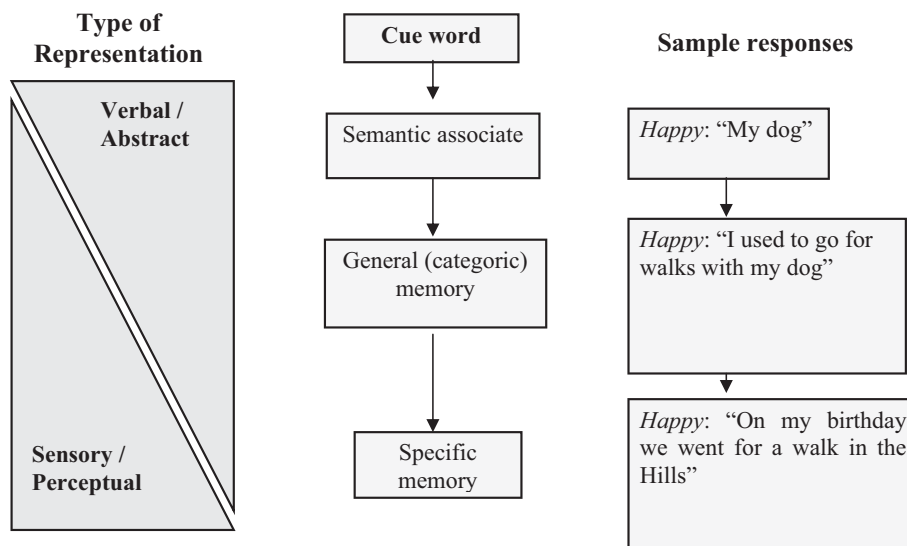 Type of
Representation
Verbal /
Abstract
Sensory /
Perceptual
Cue word
Semantic associate
General (categoric)
memory
Specific
memory
Sample responses
Happy: “My dog”
Happy: “I used to go for
walks with my dog”
Happy: “On my birthday
we went for a walk in the
Hills”